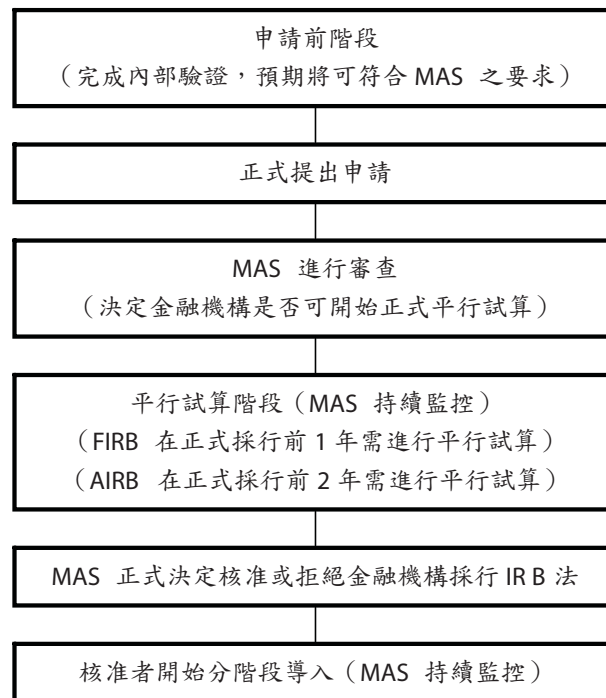 申請前階段
（完成內部驗證，預期將可符合 MAS 之要求）
正式提出申請
MAS 進行審查
（決定金融機構是否可開始正式平行試算）
平行試算階段（MAS 持續監控）
（FIRB 在正式採行前 1 年需進行平行試算）
（AIRB 在正式採行前 2 年需進行平行試算）
MAS 正式決定核准或拒絕金融機構採行 IR B 法
核准者開始分階段導入（MAS 持續監控）